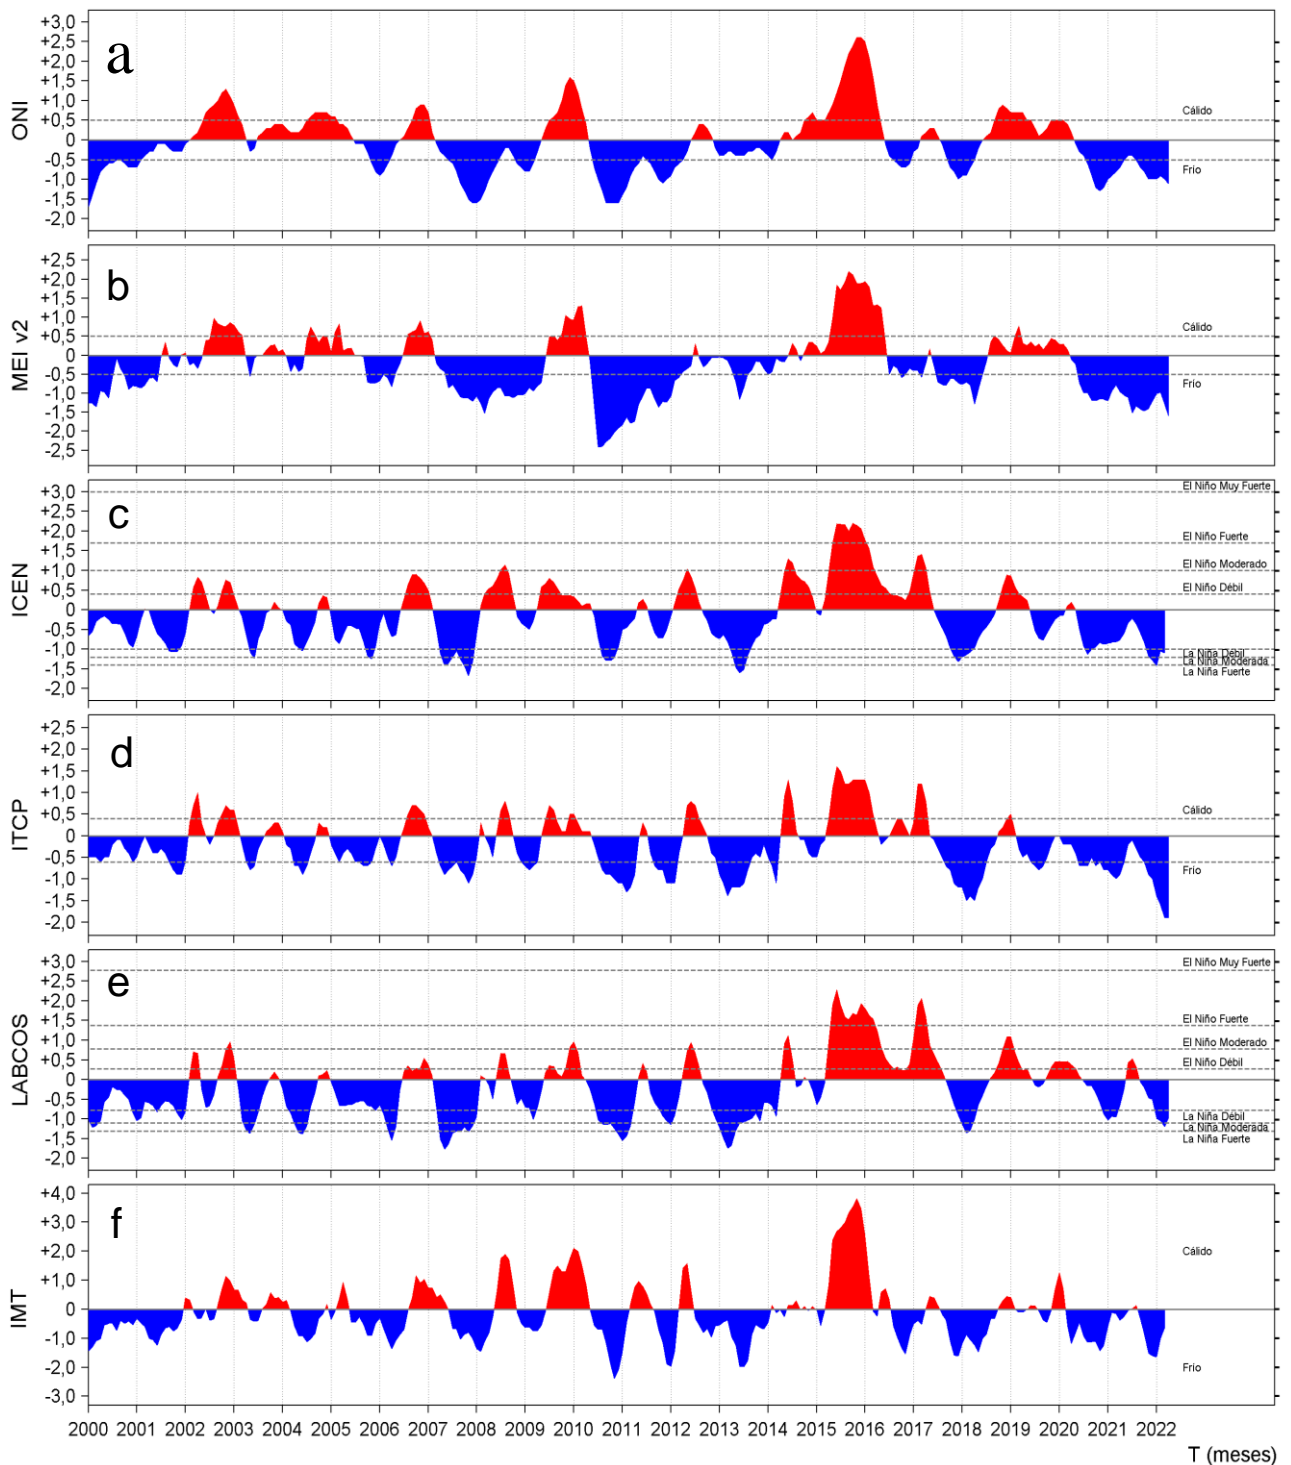 a
ONI
+3,0
+2,5
+2,0
+1,5
+1,0
+0,5
0
-0,5
-1,0
-1,5
-2,0
Cálido
Frío
b
MEI v2
+2,5
+2,0
+1,5
+1,0
+0,5
0
-0,5
-1,0
-1,5
-2,0
-2,5
Cálido
Frío
c
ICEN
+3,0
+2,5
+2,0
+1,5
+1,0
+0,5
0
-0,5
-1,0
-1,5
-2,0
El Niño Muy Fuerte
El Niño Fuerte
El Niño Moderado
El Niño Débil
La Niña Débil
La Niña Moderada
La Niña Fuerte
d
ITCP
+2,5
+2,0
+1,5
+1,0
+0,5
0
-0,5
-1,0
-1,5
-2,0
Cálido
Frío
e
LABCOS
+3,0
+2,5
+2,0
+1,5
+1,0
+0,5
0
-0,5
-1,0
-1,5
-2,0
El Niño Muy Fuerte
El Niño Fuerte
El Niño Moderado
El Niño Débil
La Niña Débil
La Niña Moderada
La Niña Fuerte
f
IMT
+4,0
+3,0
+2,0
+1,0
0
-1,0
-2,0
-3,0
Cálido
Frío
2000 2001 2002 2003 2004 2005 2006 2007 2008 2009 2010 2011 2012 2013 2014 2015 2016 2017 2018 2019 2020 2021 2022
T (meses)